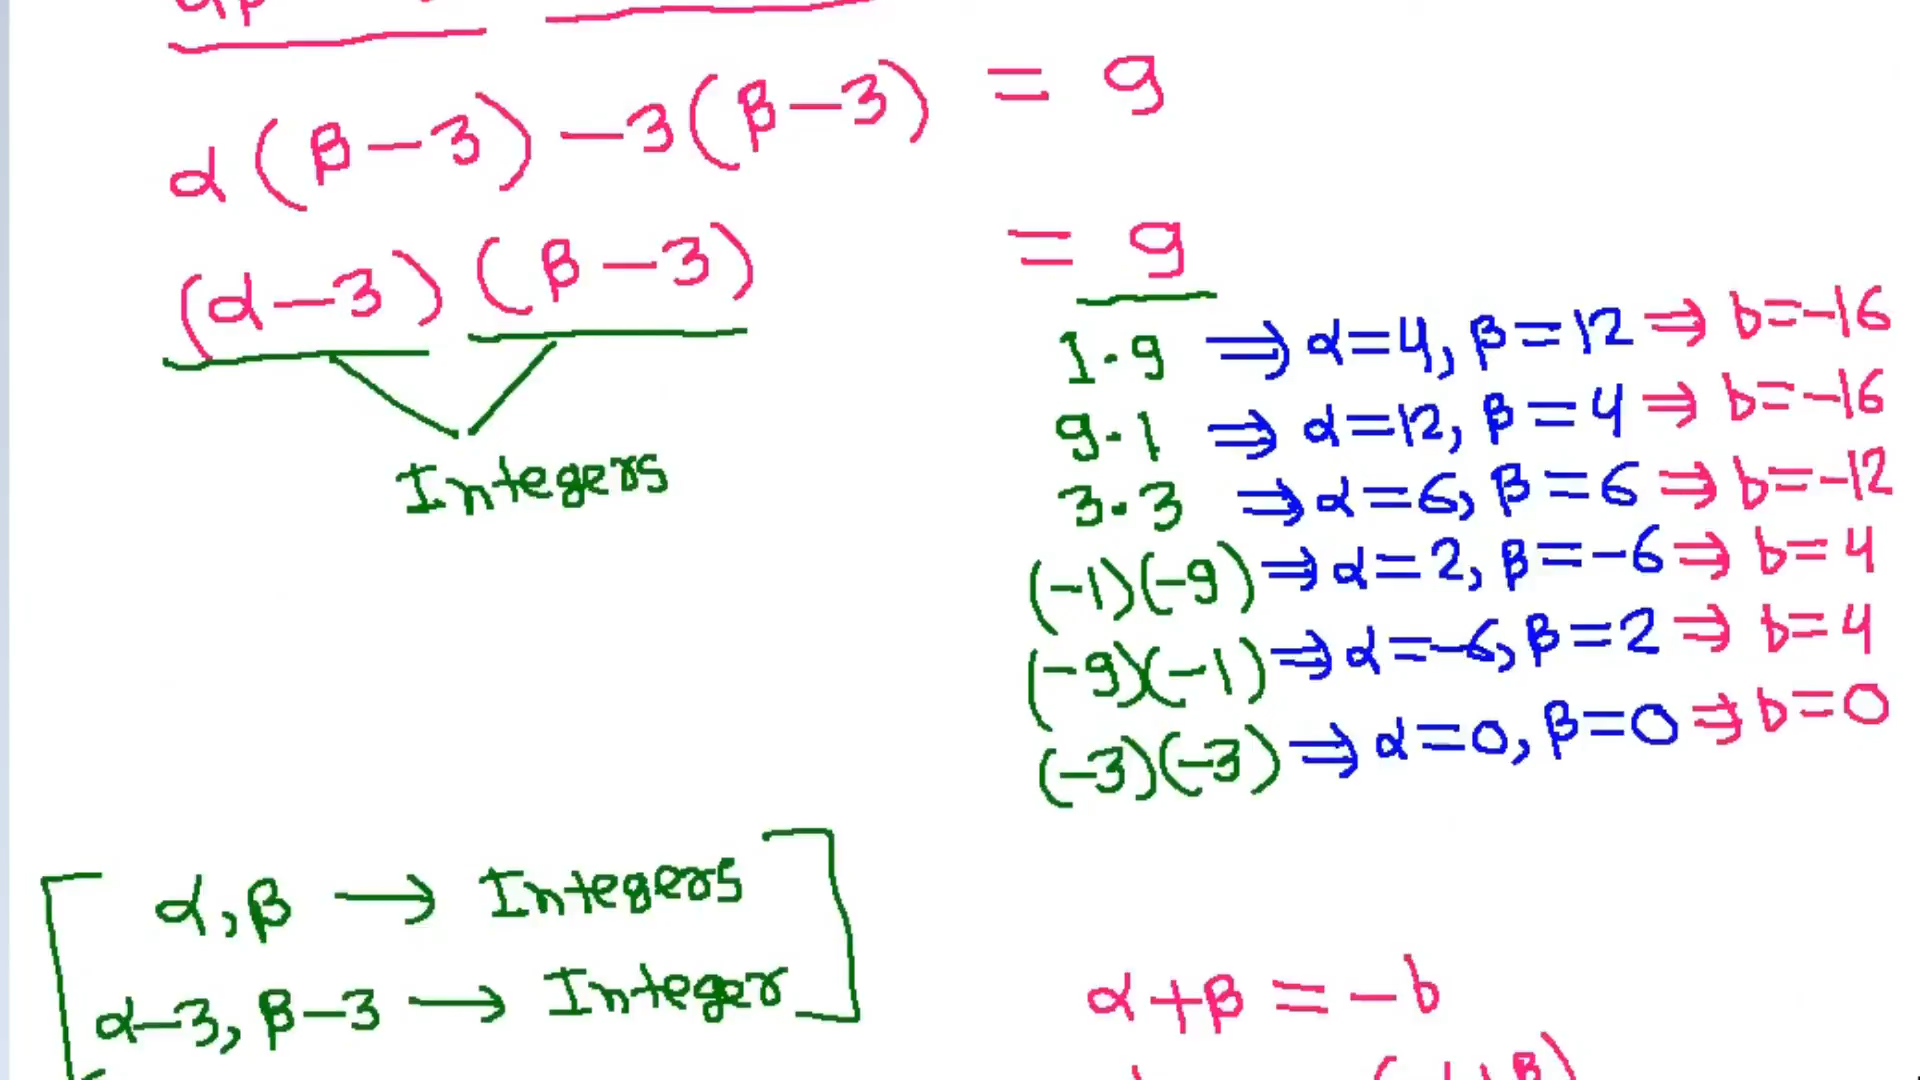 α(β-3)-3(β-3) = 9
(α-3)(β-3) = 9
Integers
1·9 ⇒ α=4, β=12 ⇒ b=-16
9·1 ⇒ α=12, β=4 ⇒ b=-16
3·3 ⇒ α=6, β=6 ⇒ b=-12
(-1)(-9) ⇒ α=2, β=-6 ⇒ b=4
(-9)(-1) ⇒ α=-6, β=2 ⇒ b=4
(-3)(-3) ⇒ α=0, β=0 ⇒ b=0
α, β → Integers
α-3, β-3 → Integer
α+β = -b